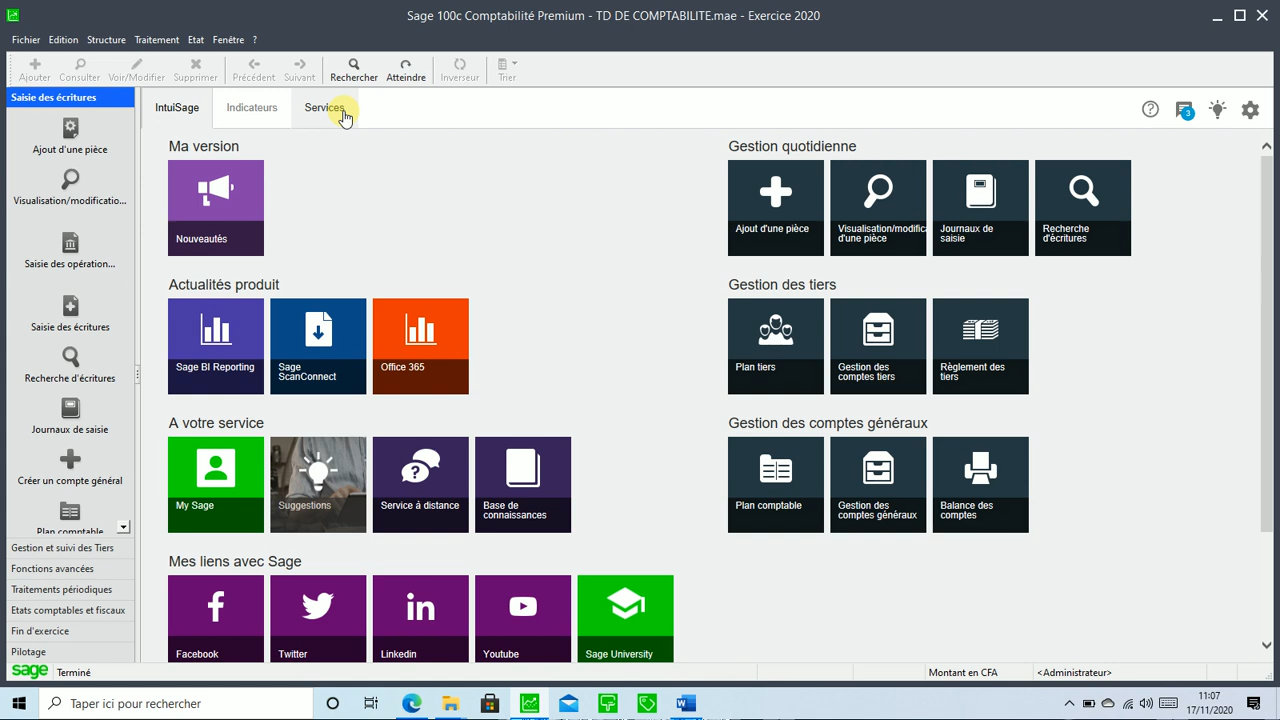 Sage 100c Comptabilité Premium - TD DE COMPTABILITE.mae - Exercice 2020
Fichier Edition Structure Traitement Etat Fenêtre ?
Ajouter Consulter Voir/Modifier Supprimer Précédent Suivant Rechercher Atteindre Inverseur Trier
Saisie des écritures
IntuiSage Indicateurs Services
3
Ajout d'une pièce
Visualisation/modificatio...
Saisie des opération...
Saisie des écritures
Recherche d'écritures
Journaux de saisie
Créer un compte général
Plan comptable
Gestion et suivi des Tiers
Fonctions avancées
Traitements périodiques
Etats comptables et fiscaux
Fin d'exercice
Pilotage
Ma version
Nouveautés
Actualités produit
Sage BI Reporting
Sage
ScanConnect
Office 365
A votre service
My Sage
Suggestions
Service à distance
Base de
connaissances
Mes liens avec Sage
Facebook
Twitter
Linkedin
Youtube
Sage University
Gestion quotidienne
Ajout d'une pièce
Visualisation/modifica
d'une pièce
Journaux de
saisie
Recherche
d'écritures
Gestion des tiers
Plan tiers
Gestion des
comptes tiers
Règlement des
tiers
Gestion des comptes généraux
Plan comptable
Gestion des
comptes généraux
Balance des
comptes
sage Terminé Montant en CFA <Administrateur>
Taper ici pour rechercher
11:07
17/11/2020